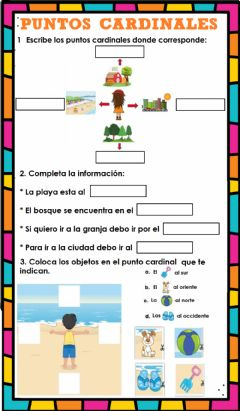 PUNTOS CARDINALES
1 Escribe los puntos cardinales donde corresponde:
2. Completa la información:
* La playa esta al
* El bosque se encuentra en el
* Si quiero ir a la granja debo ir por el
* Para ir a la ciudad debo ir al
3. Coloca los objetos en el punto cardinal que te
indican.
a. El al sur
b. El al oriente
c. La al norte
d. Las al occidente